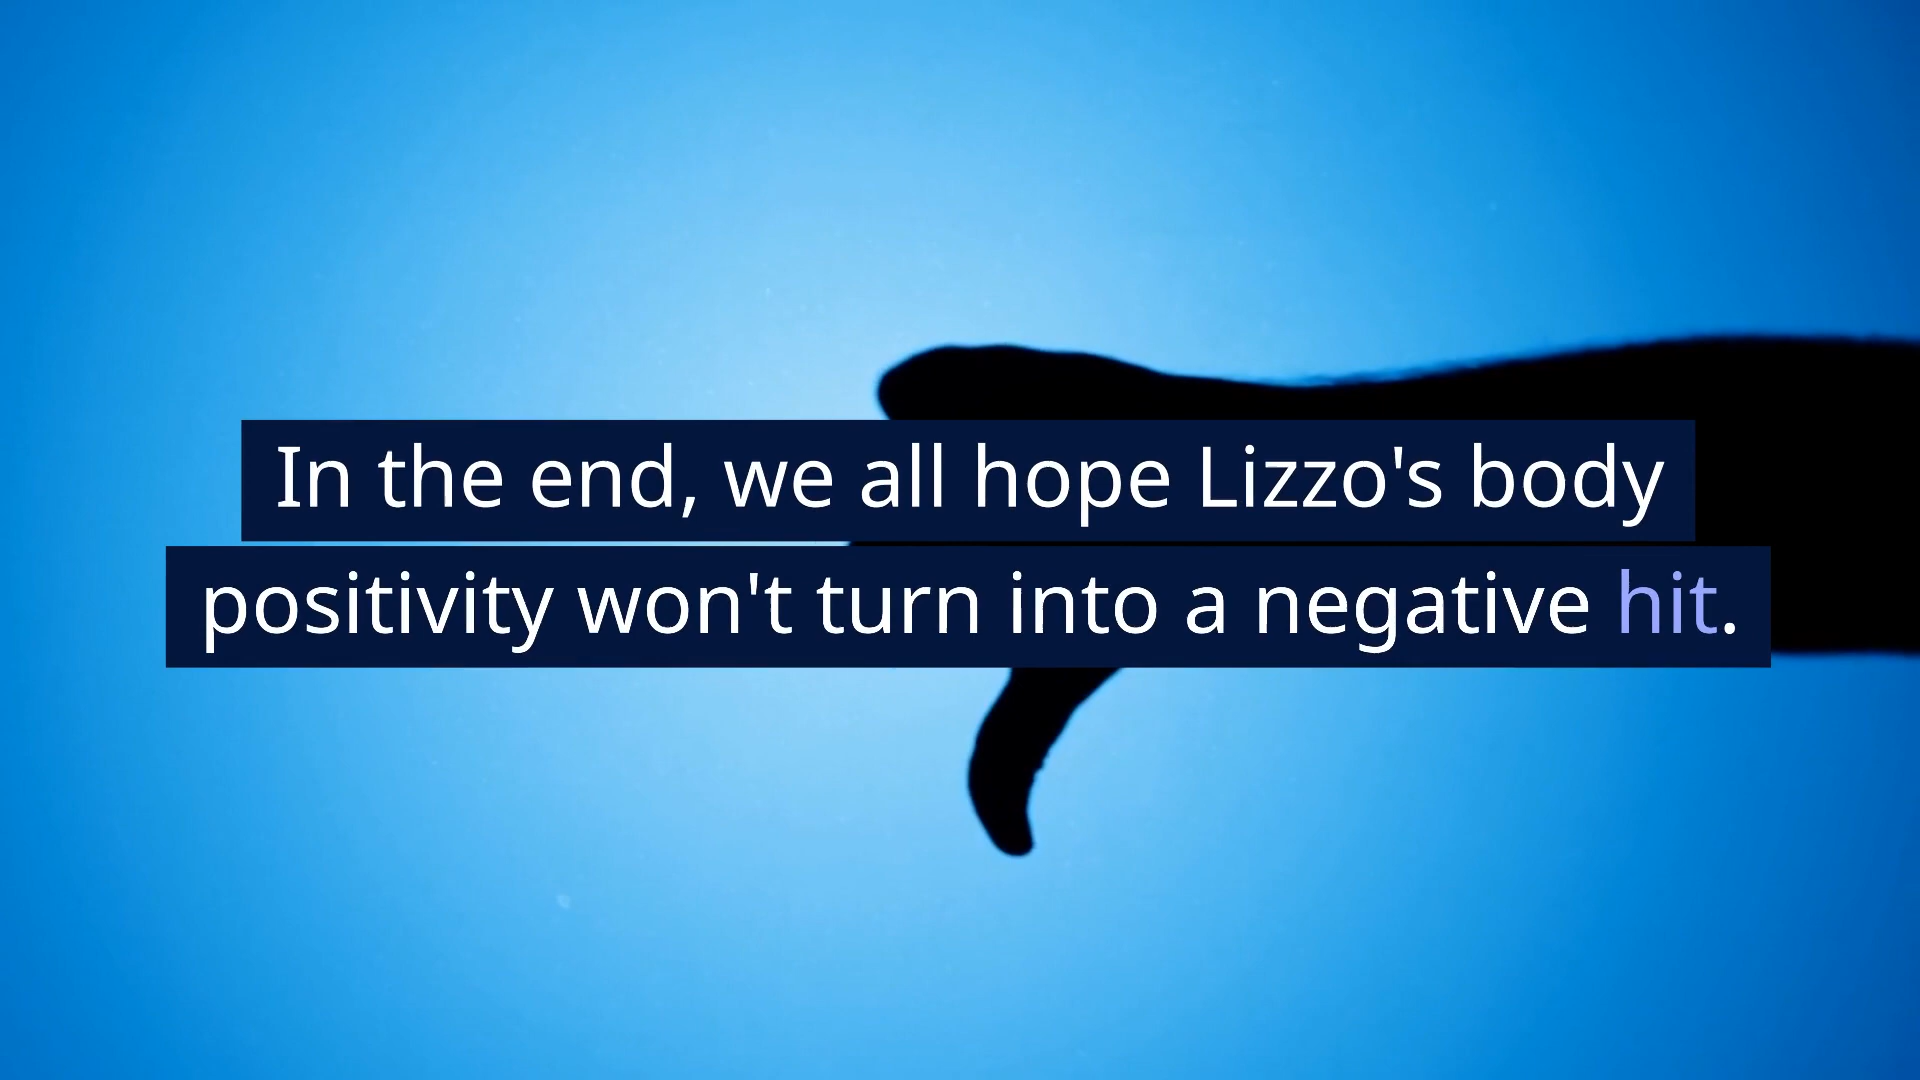 In the end, we all hope Lizzo's body
positivity won't turn into a negative hit.